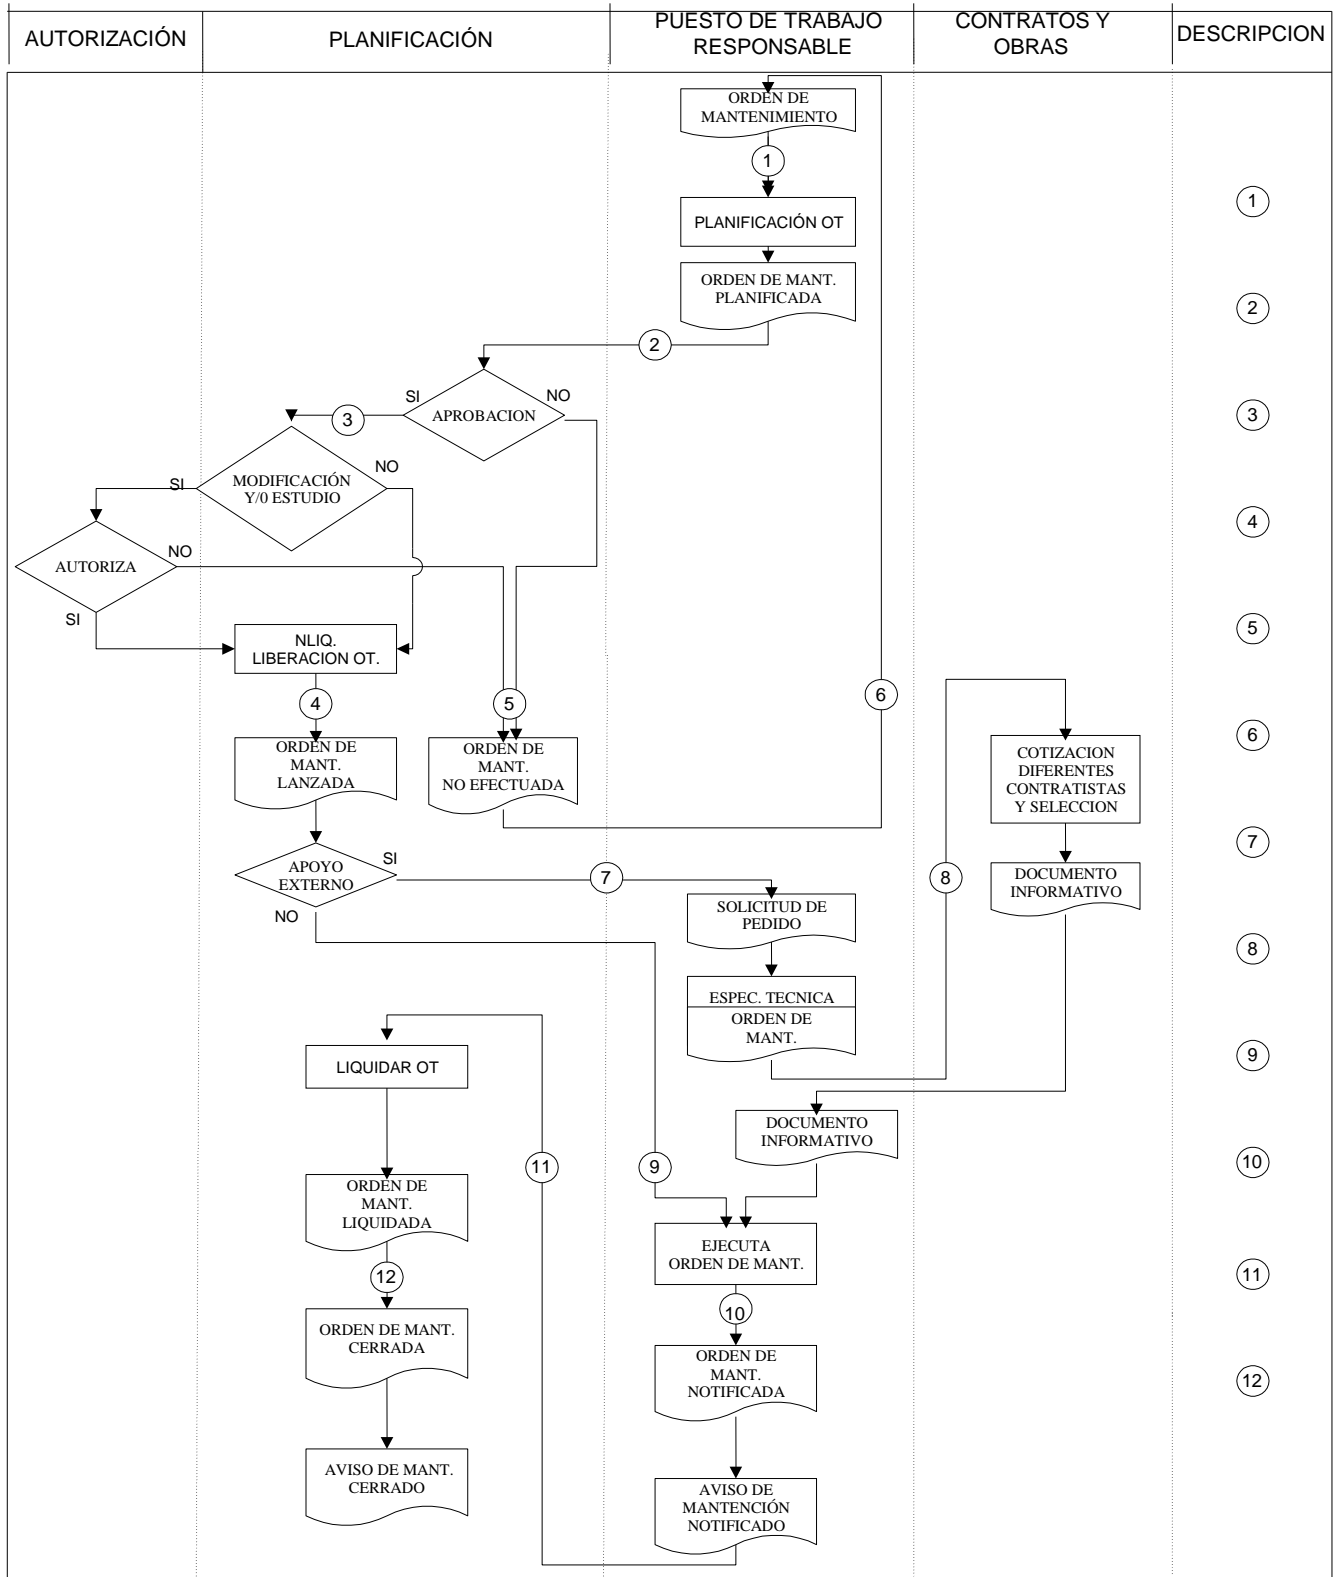 AUTORIZACIÓN
PLANIFICACIÓN
PUESTO DE TRABAJO
RESPONSABLE
CONTRATOS Y
OBRAS
DESCRIPCION
ORDEN DE
MANTENIMIENTO
1
PLANIFICACIÓN OT
1
ORDEN DE MANT.
PLANIFICADA
2
2
SI
NO
APROBACION
3
3
MODIFICACIÓN
Y/0 ESTUDIO
NO
SI
4
AUTORIZA
NO
SI
NLIQ.
LIBERACION OT.
5
4
5
6
ORDEN DE
MANT.
LANZADA
ORDEN DE
MANT.
NO EFECTUADA
COTIZACION
DIFERENTES
CONTRATISTAS
Y SELECCION
6
APOYO
EXTERNO
SI
NO
7
7
8
DOCUMENTO
INFORMATIVO
SOLICITUD DE
PEDIDO
8
ESPEC. TECNICA
ORDEN DE
MANT.
LIQUIDAR OT
9
DOCUMENTO
INFORMATIVO
11
9
10
ORDEN DE
MANT.
LIQUIDADA
EJECUTA
ORDEN DE MANT.
12
11
10
ORDEN DE MANT.
CERRADA
ORDEN DE
MANT.
NOTIFICADA
12
AVISO DE MANT.
CERRADO
AVISO DE
MANTENCIÓN
NOTIFICADO